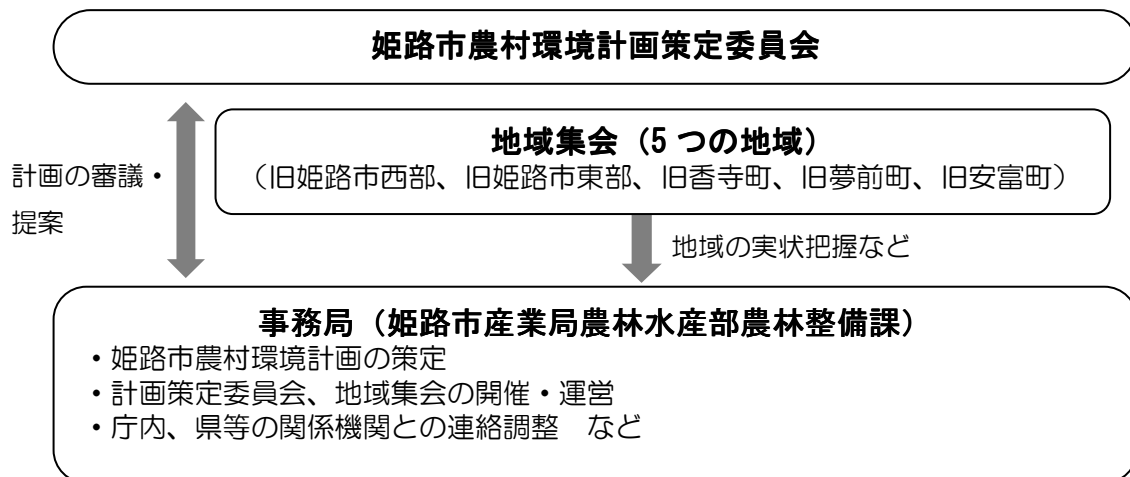 姫路市農村環境計画策定委員会
地域集会（5つの地域）
（旧姫路市西部、旧姫路市東部、旧香寺町、旧夢前町、旧安富町）
計画の審議・
提案
地域の実状把握など
事務局（姫路市産業局農林水産部農林整備課）
・姫路市農村環境計画の策定
・計画策定委員会、地域集会の開催・運営
・庁内、県等の関係機関との連絡調整　など